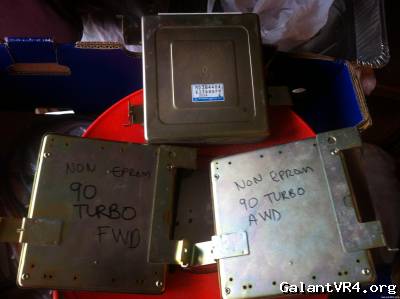 NON EPROM
90
TURBO
FWD
NON EPROM
90 TURBO
AWD
GalantVR4.org